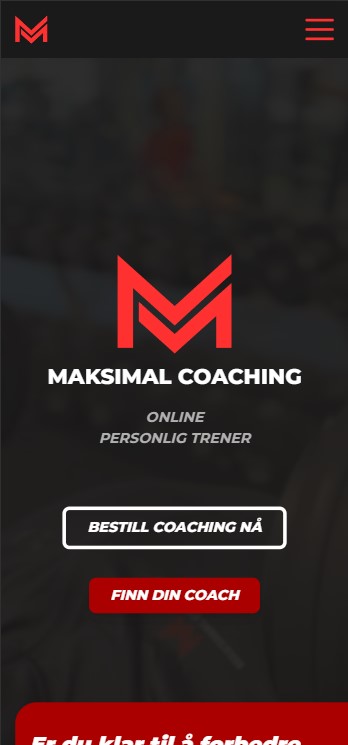 MAKSIMAL COACHING
ONLINE
PERSONLIG TRENER
BESTILL COACHING NÅ
FINN DIN COACH
Er du klar til å forbedre